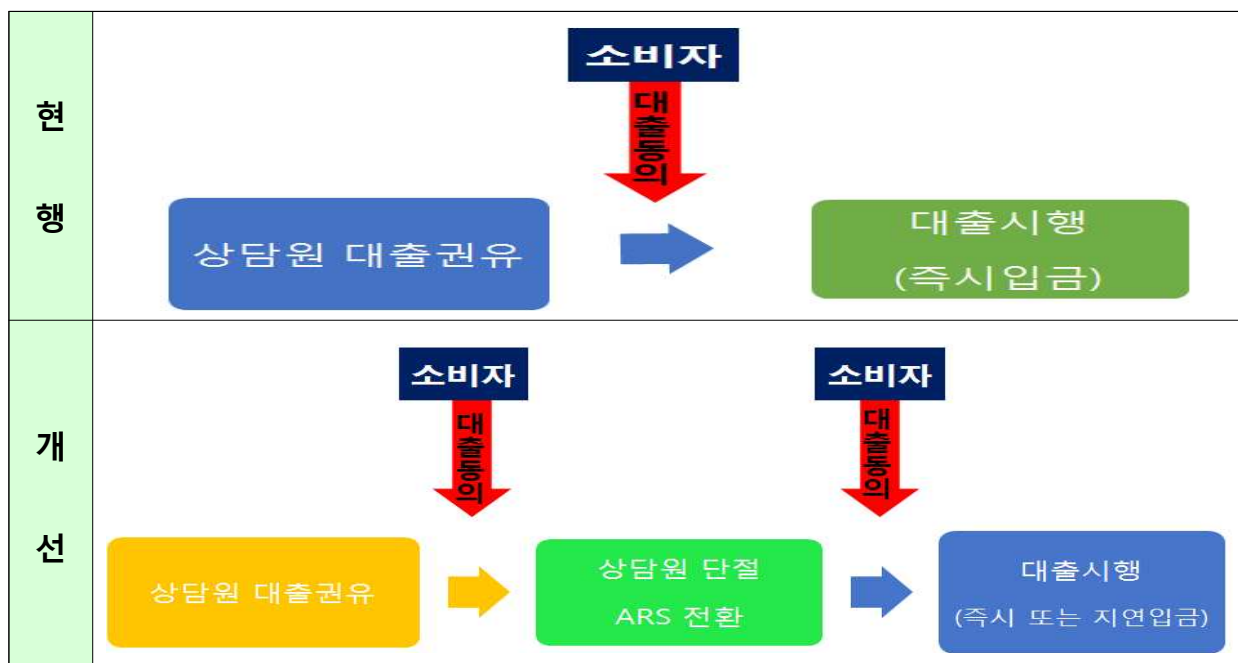 현행
소비자
대출동의
상담원 대출권유
대출시행
(즉시입금)
개선
소비자
소비자
대출동의
대출동의
상담원 대출권유
상담원 단절
ARS 전환
대출시행
(즉시 또는 지연입금)